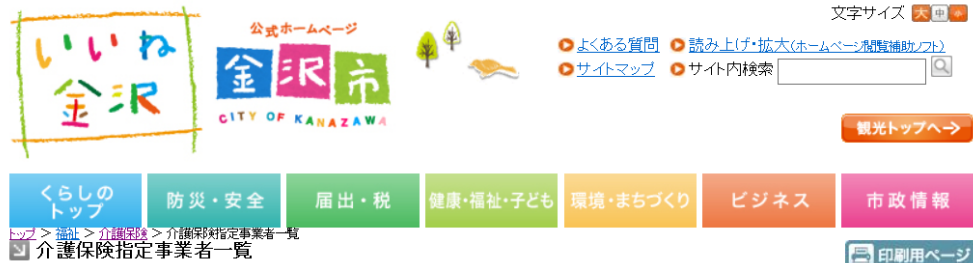 いいね
金沢
公式ホームページ
金沢市
CITY OF KANAZAWA
文字サイズ 大 中 小
よくある質問 読み上げ・拡大(ホームページ閲覧補助ソフト)
サイトマップ サイト内検索
観光トップへ
くらしの
トップ
防災・安全
届出・税
健康・福祉・子ども
環境・まちづくり
ビジネス
市政情報
トップ > 福祉 > 介護保険 > 介護保険指定事業者一覧
介護保険指定事業者一覧
印刷用ページ